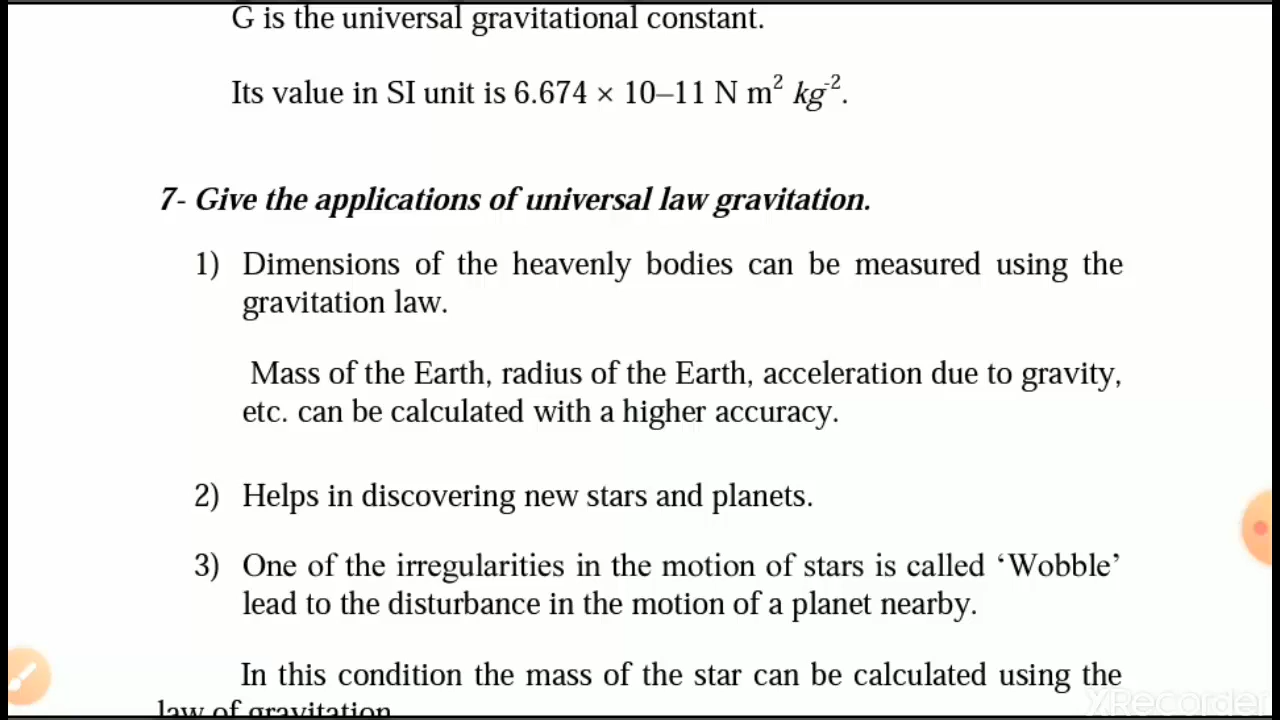 G is the universal gravitational constant.
Its value in SI unit is 6.674 × 10–11 N m² kg⁻².
7- Give the applications of universal law gravitation.
1) Dimensions of the heavenly bodies can be measured using the
gravitation law.
Mass of the Earth, radius of the Earth, acceleration due to gravity,
etc. can be calculated with a higher accuracy.
2) Helps in discovering new stars and planets.
3) One of the irregularities in the motion of stars is called ‘Wobble’
lead to the disturbance in the motion of a planet nearby.
In this condition the mass of the star can be calculated using the
law of gravitation
XRecorder